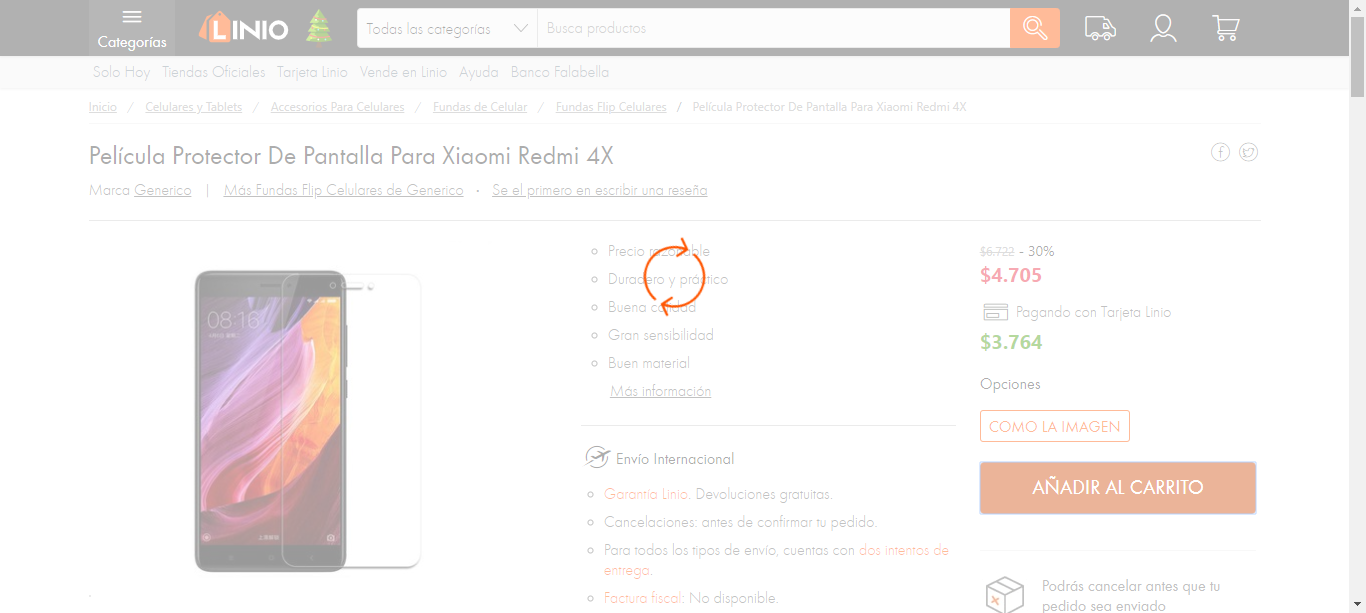 Categorías
LINIO
Todas las categorías
Busca productos
Solo Hoy Tiendas Oficiales Tarjeta Linio Vende en Linio Ayuda Banco Falabella
Inicio / Celulares y Tablets / Accesorios Para Celulares / Fundas de Celular / Fundas Flip Celulares / Película Protector De Pantalla Para Xiaomi Redmi 4X
Película Protector De Pantalla Para Xiaomi Redmi 4X
Marca Generico | Más Fundas Flip Celulares de Generico · Se el primero en escribir una reseña
08:16
Precio razonable
Duradero y práctico
Buena calidad
Gran sensibilidad
Buen material
Más información
Envío Internacional
Garantía Linio. Devoluciones gratuitas.
Cancelaciones: antes de confirmar tu pedido.
Para todos los tipos de envío, cuentas con dos intentos de
entrega.
Factura fiscal: No disponible.
$6.722 - 30%
$4.705
Pagando con Tarjeta Linio
$3.764
Opciones
COMO LA IMAGEN
AÑADIR AL CARRITO
Podrás cancelar antes que tu
pedido sea enviado